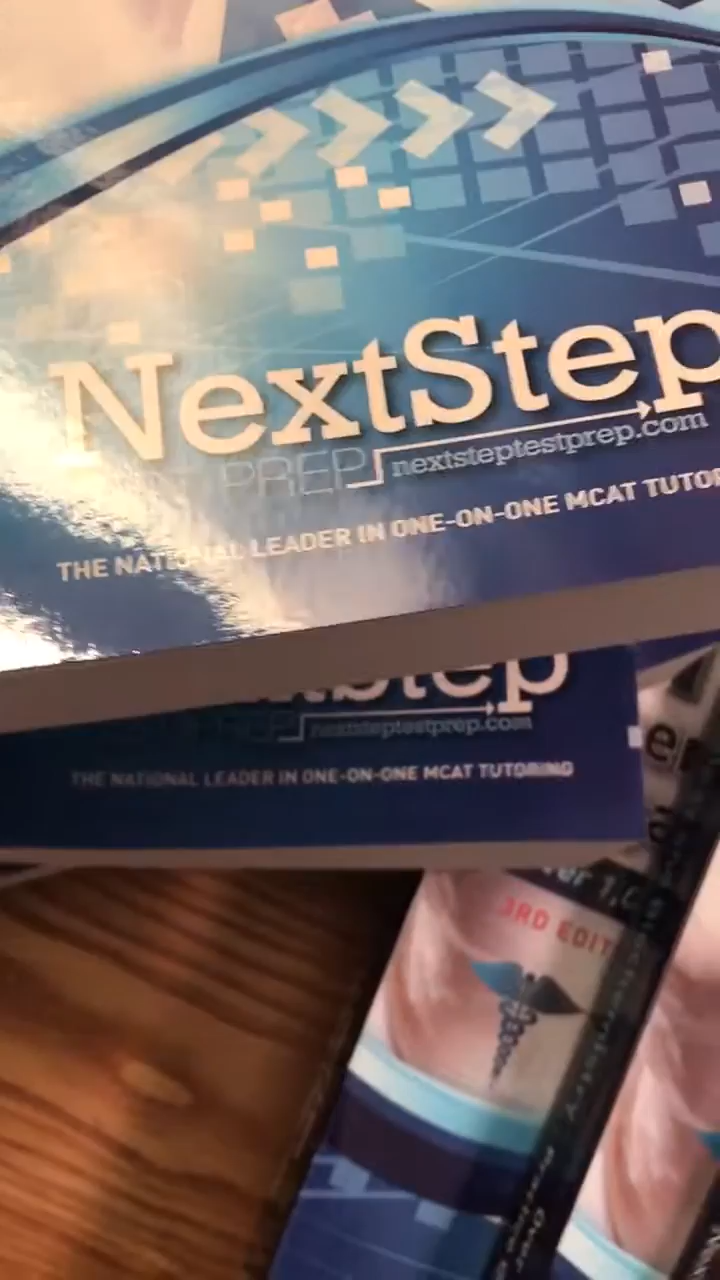 NextStep
PREP
nextsteptestprep.com
THE NATIONAL LEADER IN ONE-ON-ONE MCAT TUTOR
nextsteptestprep.com
THE NATIONAL LEADER IN ONE-ON-ONE MCAT TUTORING
3RD EDIT